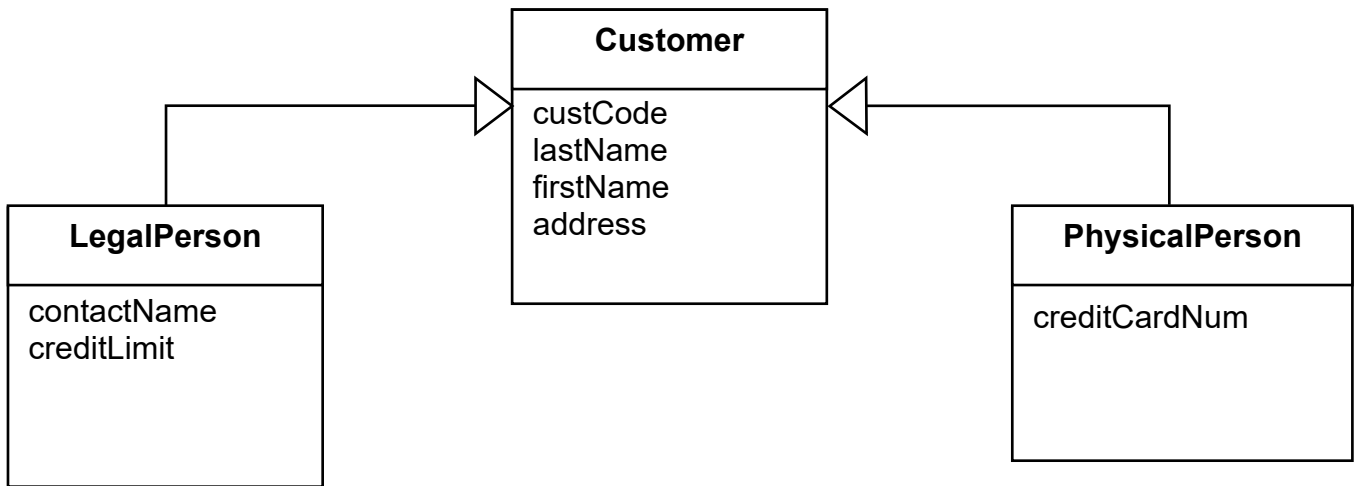 Customer
custCode
lastName
firstName
address
LegalPerson
contactName
creditLimit
PhysicalPerson
creditCardNum